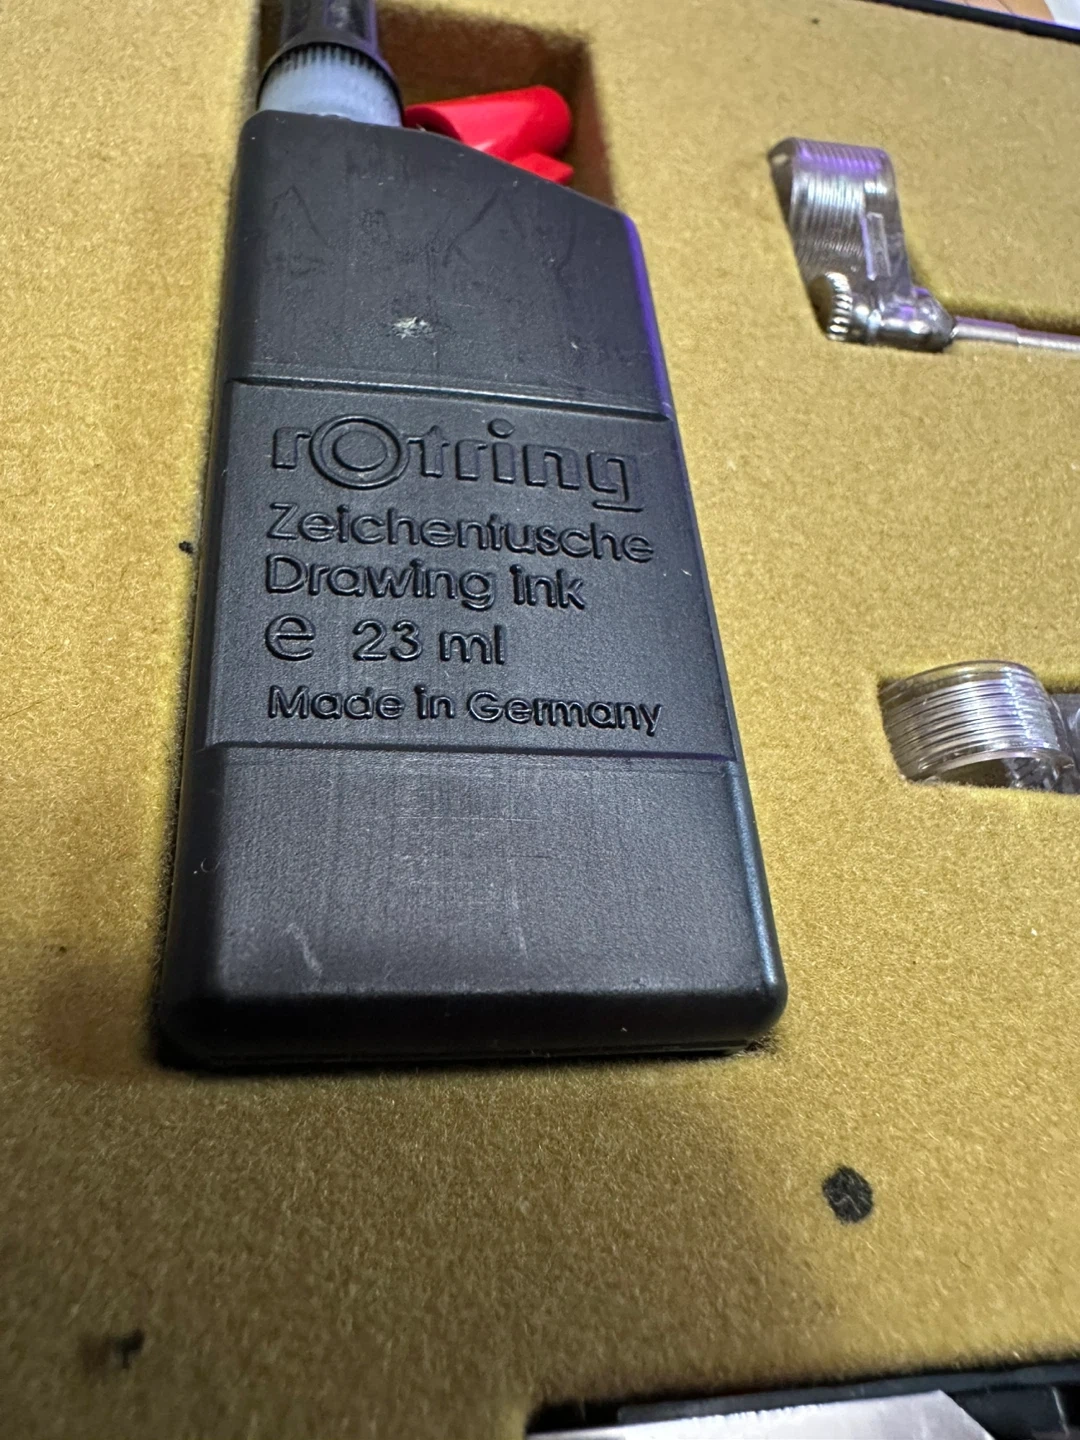 rOtring
Zeichentusche
Drawing ink
e 23 ml
Made in Germany